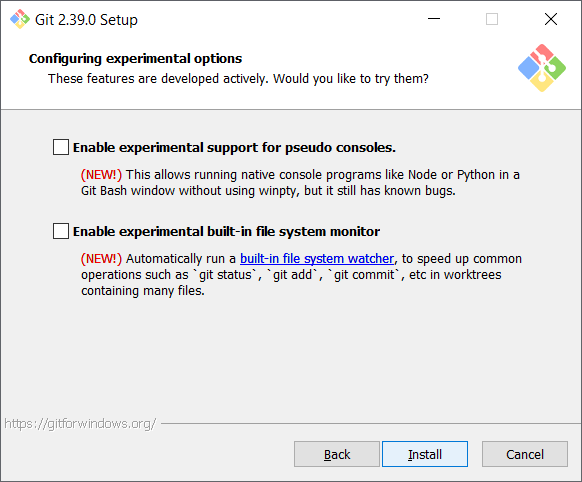 Git 2.39.0 Setup
Configuring experimental options
These features are developed actively. Would you like to try them?
Enable experimental support for pseudo consoles.
(NEW!) This allows running native console programs like Node or Python in a
Git Bash window without using winpty, but it still has known bugs.
Enable experimental built-in file system monitor
(NEW!) Automatically run a built-in file system watcher, to speed up common
operations such as `git status`, `git add`, `git commit`, etc in worktrees
containing many files.
https://gitforwindows.org/
Back
Install
Cancel